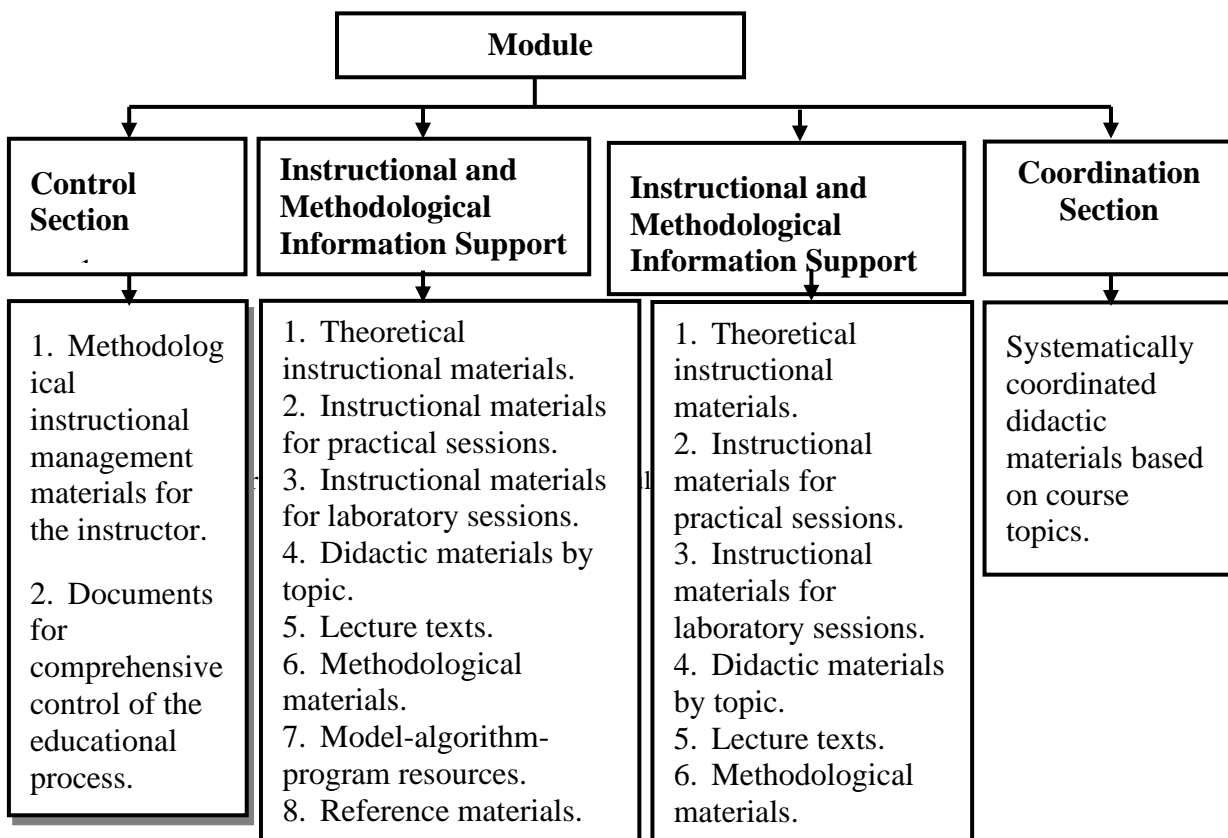 Module
Control
Section
Instructional and
Methodological
Information Support
Instructional and
Methodological
Information Support
Coordination
Section
1. Methodolog
ical
instructional
management
materials for
the instructor.
2. Documents
for
comprehensive
control of the
educational
process.
1. Theoretical
instructional materials.
2. Instructional materials
for practical sessions.
3. Instructional materials
for laboratory sessions.
4. Didactic materials by
topic.
5. Lecture texts.
6. Methodological
materials.
7. Model-algorithm-
program resources.
8. Reference materials.
1. Theoretical
instructional
materials.
2. Instructional
materials for
practical sessions.
3. Instructional
materials for
laboratory sessions.
4. Didactic materials
by topic.
5. Lecture texts.
6. Methodological
materials.
Systematically
coordinated
didactic
materials based
on course
topics.